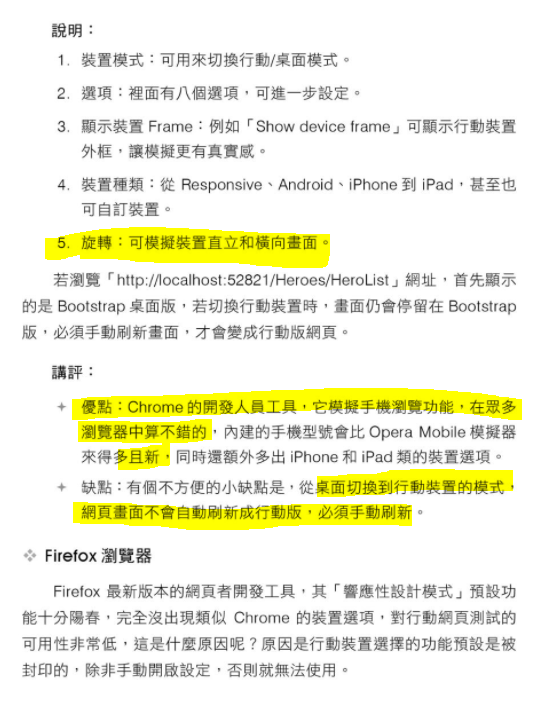 說明：
1. 裝置模式：可用來切換行動/桌面模式。
2. 選項：裡面有八個選項，可進一步設定。
3. 顯示裝置 Frame：例如「Show device frame」可顯示行動裝置
外框，讓模擬更有真實感。
4. 裝置種類：從 Responsive、Android、iPhone 到 iPad，甚至也
可自訂裝置。
5. 旋轉：可模擬裝置直立和橫向畫面。
若瀏覽「http://localhost:52821/Heroes/HeroList」網址，首先顯示
的是 Bootstrap 桌面版，若切換行動裝置時，畫面仍會停留在 Bootstrap
版，必須手動刷新畫面，才會變成行動版網頁。
講評：
優點：Chrome 的開發人員工具，它模擬手機瀏覽功能，在眾多
瀏覽器中算不錯的，內建的手機型號會比 Opera Mobile 模擬器
來得多且新，同時還額外多出 iPhone 和 iPad 類的裝置選項。
缺點：有個不方便的小缺點是，從桌面切換到行動裝置的模式，
網頁畫面不會自動刷新成行動版，必須手動刷新。
❖ Firefox 瀏覽器
Firefox 最新版本的網頁者開發工具，其「響應性設計模式」預設功
能十分陽春，完全沒出現類似 Chrome 的裝置選項，對行動網頁測試的
可用性非常低，這是什麼原因呢？原因是行動裝置選擇的功能預設是被
封印的，除非手動開啟設定，否則就無法使用。